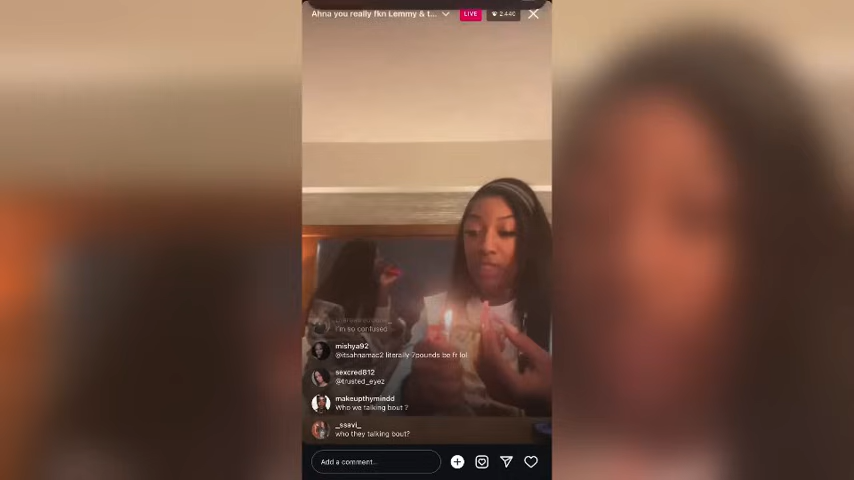 Ahna you really fkn Lemmy & t...
LIVE
2,440
I'm so confused
mishya92
@itsahnamac2 literally 7pounds be fr lol
sexcred812
@trusted_eyez
makeupthymindd
Who we talking bout ?
_ssavi_
who they talking bout?
Add a comment...